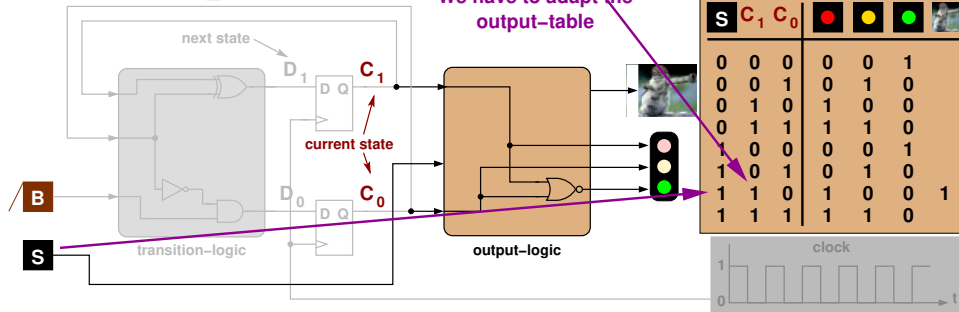 we have to adapt the
output–table
next state
D1
C1
D Q
current state
D0
C0
D Q
B
S
transition–logic
output–logic
S C1 C0
0 0 0 0 0 1
0 0 1 0 1 0
0 1 0 1 0 0
0 1 1 1 1 0
1 0 0 0 0 1
1 0 1 0 1 0
1 1 0 1 0 0 1
1 1 1 1 1 0
clock
1
0
t